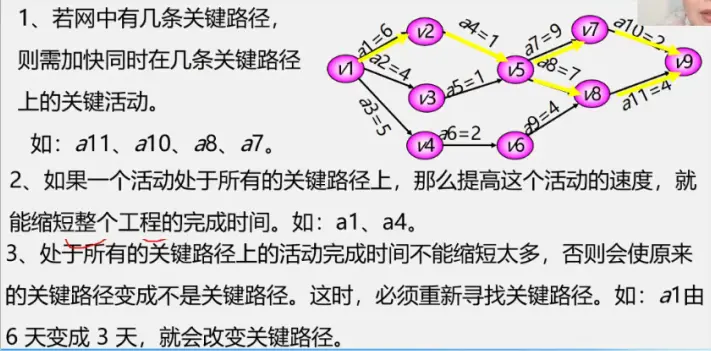 1、若网中有几条关键路径，
则需加快同时在几条关键路径
上的关键活动。
如：a11、a10、a8、a7。
v1
v2
v3
v4
v5
v6
v7
v8
v9
a1=6
a2=4
a3=5
a4=1
a5=1
a6=2
a7=9
a8=7
a9=4
a10=2
a11=4
2、如果一个活动处于所有的关键路径上，那么提高这个活动的速度，就
能缩短整个工程的完成时间。如：a1、a4。
3、处于所有的关键路径上的活动完成时间不能缩短太多，否则会使原来
的关键路径变成不是关键路径。这时，必须重新寻找关键路径。如：a1由
6 天变成 3 天，就会改变关键路径。